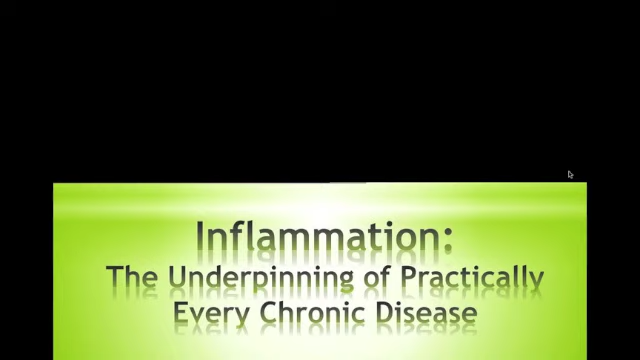 Inflammation:
The Underpinning of Practically
Every Chronic Disease